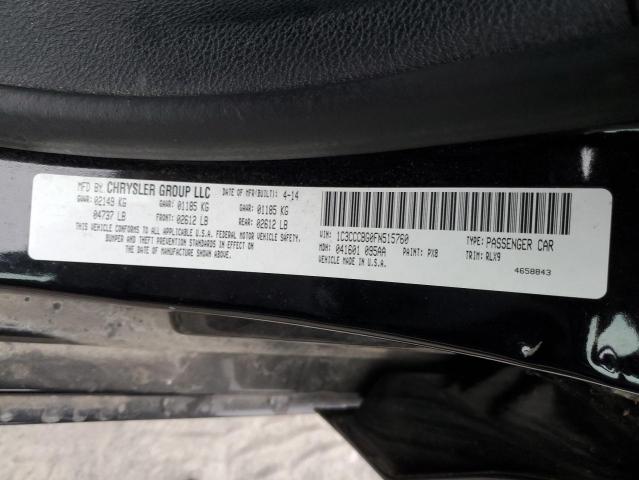 MFD BY: CHRYSLER GROUP LLC DATE OF MFR(BUILT): 4-14
GVWR: 02149 KG GAWR: 01185 KG GAWR: 01185 KG
04737 LB FRONT: 02612 LB REAR: 02612 LB
THIS VEHICLE CONFORMS TO ALL APPLICABLE U.S.A. FEDERAL MOTOR VEHICLE SAFETY,
BUMPER AND THEFT PREVENTION STANDARDS IN EFFECT ON THE
DATE OF MANUFACTURE SHOWN ABOVE.
VIN: 1C3CCCBG0FN515760 TYPE: PASSENGER CAR
MDH: 041601 095AA PAINT: PX8 TRIM: RLX9
VEHICLE MADE IN U.S.A.
4658843